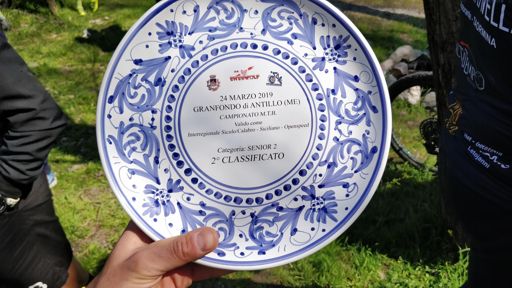 24 MARZO 2019
GRANFONDO di ANTILLO (ME)
CAMPIONATO M.T.B.
Valido come
Interregionale Siculo/Calabro - Siciliano - Openspeed
Categoria: SENIOR 2
2° CLASSIFICATO